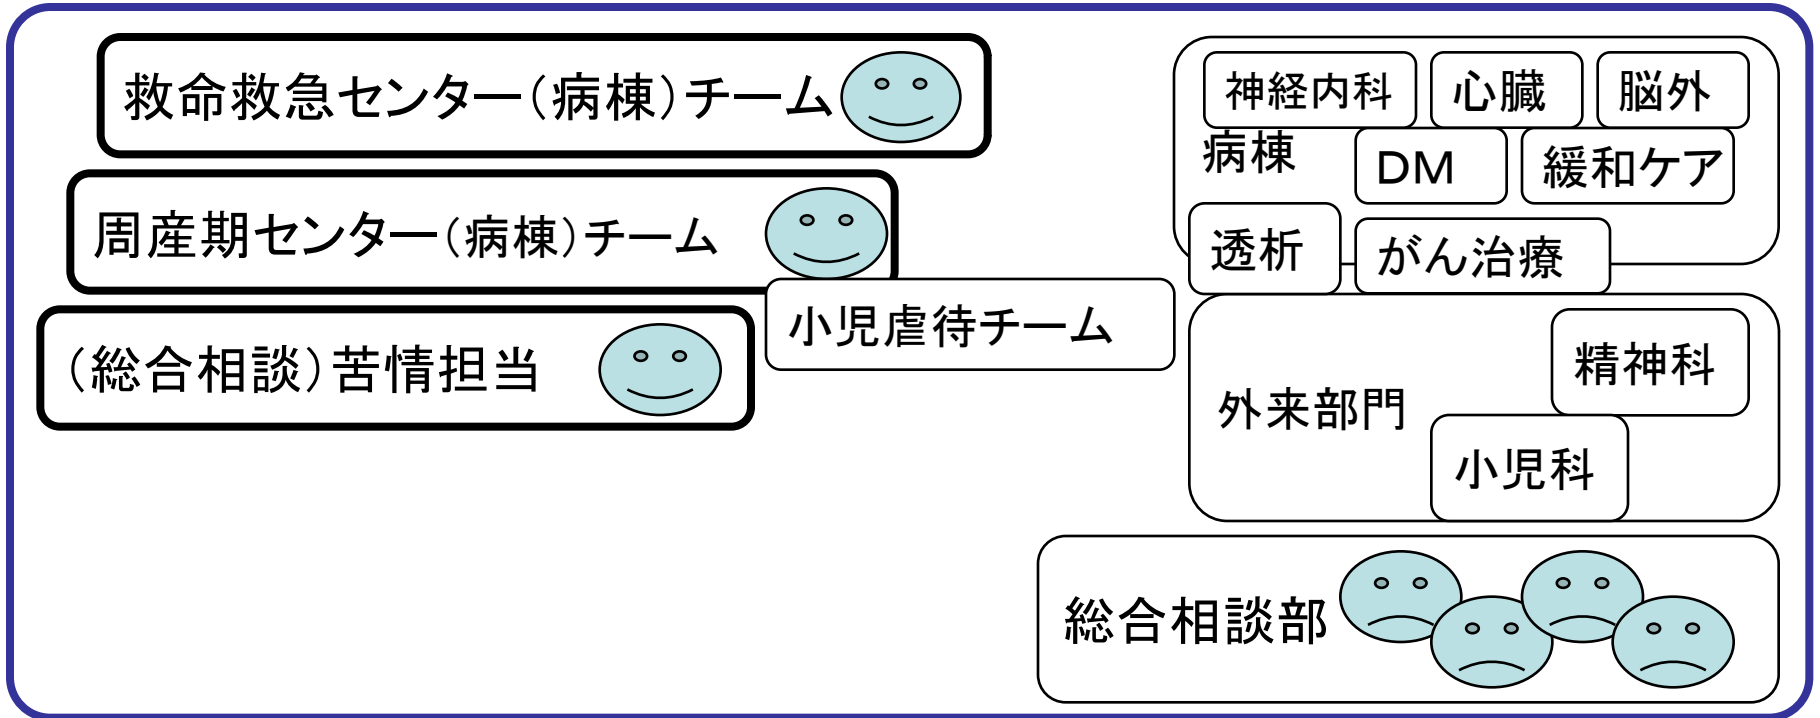 救命救急センター（病棟）チーム
周産期センター（病棟）チーム
（総合相談）苦情担当
小児虐待チーム
神経内科
心臓
脳外
病棟
DM
緩和ケア
透析
がん治療
外来部門
精神科
小児科
総合相談部